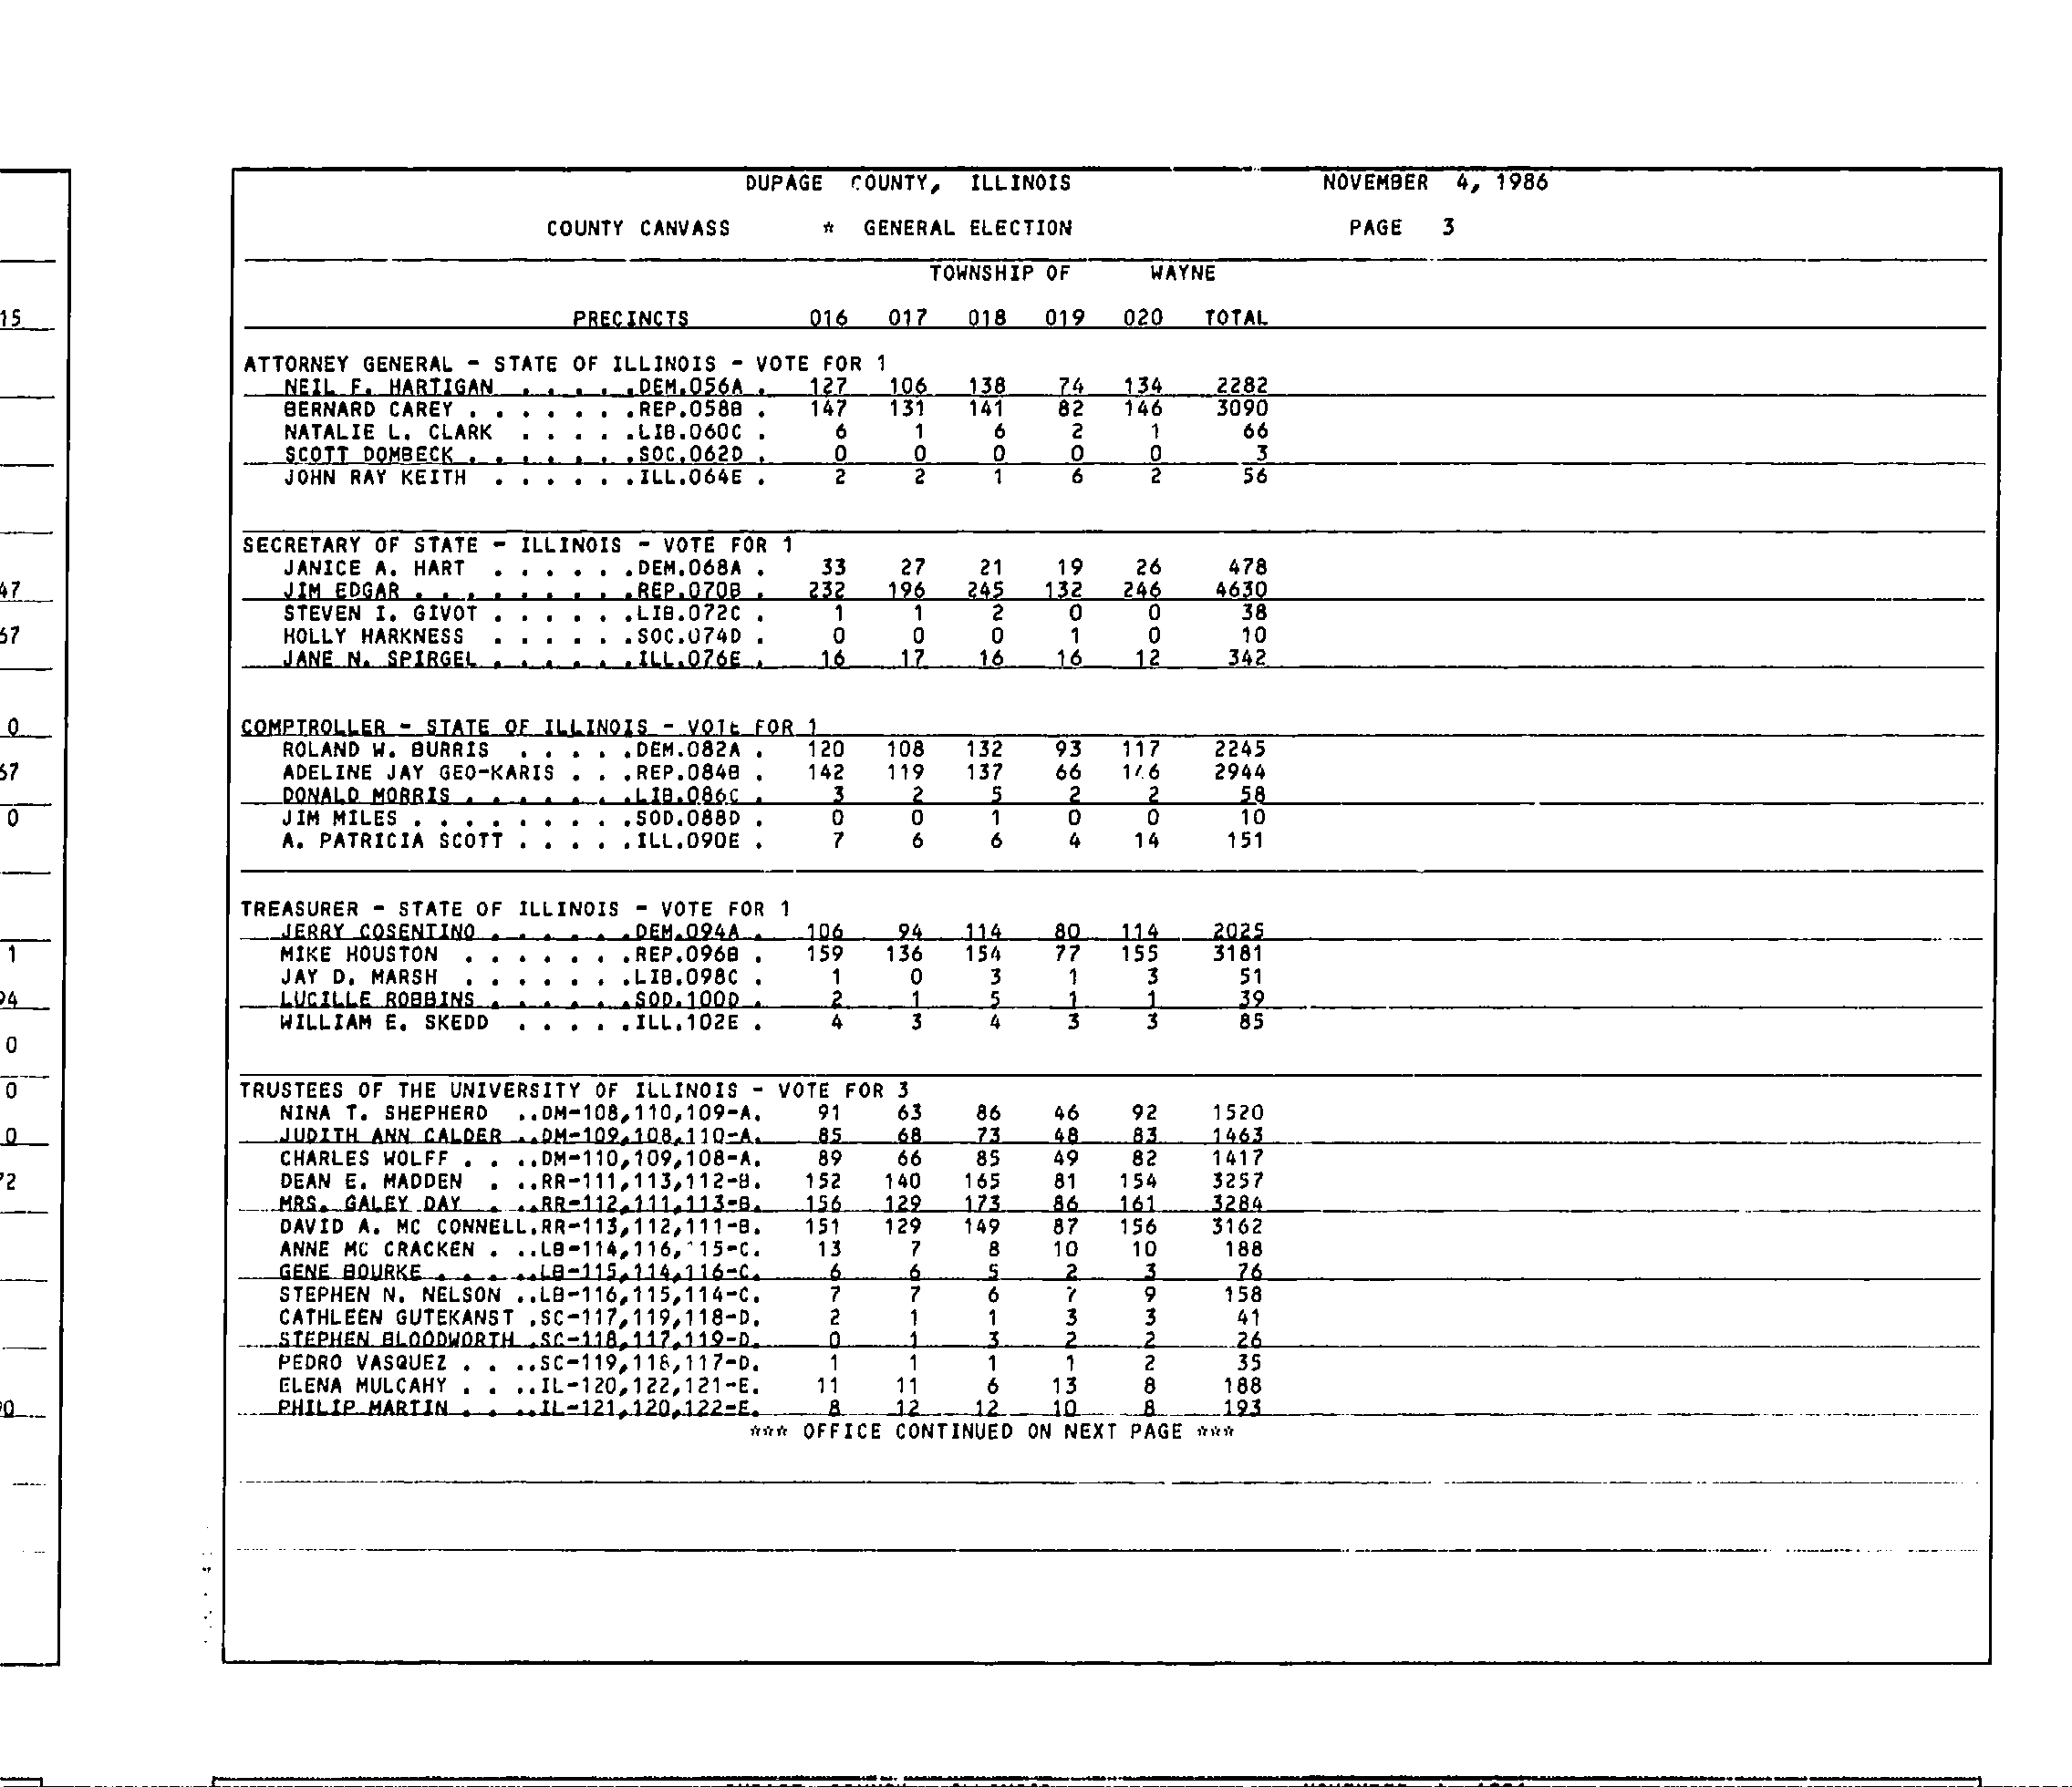 DUPAGE COUNTY, ILLINOIS NOVEMBER 4, 1986
COUNTY CANVASS * GENERAL ELECTION PAGE 3
TOWNSHIP OF WAYNE
PRECINCTS 016 017 018 019 020 TOTAL
ATTORNEY GENERAL - STATE OF ILLINOIS - VOTE FOR 1
NEIL F. HARTIGAN . . . . . .DEM.056A . 127 106 138 74 134 2282
BERNARD CAREY . . . . . . .REP.058B . 147 131 141 82 146 3090
NATALIE L. CLARK . . . . .LIB.060C . 6 1 6 2 1 66
SCOTT DOMBECK . . . . . . .SOC.062D . 0 0 0 0 0 3
JOHN RAY KEITH . . . . . .ILL.064E . 2 2 1 6 2 56
SECRETARY OF STATE - ILLINOIS - VOTE FOR 1
JANICE A. HART . . . . . .DEM.068A . 33 27 21 19 26 478
JIM EDGAR . . . . . . . . .REP.070B . 232 196 245 132 246 4630
STEVEN I. GIVOT . . . . . .LIB.072C . 1 1 2 0 0 38
HOLLY HARKNESS . . . . . .SOC.074D . 0 0 0 1 0 10
JANE N. SPIRGEL . . . . . .ILL.076E . 16 17 16 16 12 342
COMPTROLLER - STATE OF ILLINOIS - VOTE FOR 1
ROLAND W. BURRIS . . . . .DEM.082A . 120 108 132 93 117 2245
ADELINE JAY GEO-KARIS . . .REP.084B . 142 119 137 66 146 2944
DONALD MORRIS . . . . . . .LIB.086C . 3 2 5 2 2 58
JIM MILES . . . . . . . . .SOD.088D . 0 0 1 0 0 10
A. PATRICIA SCOTT . . . . .ILL.090E . 7 6 6 4 14 151
TREASURER - STATE OF ILLINOIS - VOTE FOR 1
JERRY COSENTINO . . . . . .DEM.094A . 106 94 114 80 114 2025
MIKE HOUSTON . . . . . . .REP.096B . 159 136 154 77 155 3181
JAY D. MARSH . . . . . . .LIB.098C . 1 0 3 1 3 51
LUCILLE ROBBINS . . . . . .SOD.100D . 2 1 5 1 1 39
WILLIAM E. SKEDD . . . . .ILL.102E . 4 3 4 3 3 85
TRUSTEES OF THE UNIVERSITY OF ILLINOIS - VOTE FOR 3
NINA T. SHEPHERD ..DM-108,110,109-A. 91 63 86 46 92 1520
JUDITH ANN CALDER ..DM-109,108,110-A. 85 68 73 48 83 1463
CHARLES WOLFF . . ..DM-110,109,108-A. 89 66 85 49 82 1417
DEAN E. MADDEN . ..RR-111,113,112-B. 152 140 165 81 154 3257
MRS. GALEY DAY . ..RR-112,111,113-B. 156 129 173 86 161 3284
DAVID A. MC CONNELL.RR-113,112,111-B. 151 129 149 87 156 3162
ANNE MC CRACKEN . ..LB-114,116,115-C. 13 7 8 10 10 188
GENE BOURKE . . . ..LB-115,114,116-C. 6 6 5 2 3 76
STEPHEN N. NELSON ..LB-116,115,114-C. 7 7 6 7 9 158
CATHLEEN GUTEKANST .SC-117,119,118-D. 2 1 1 3 3 41
STEPHEN BLOODWORTH .SC-118,117,119-D. 0 1 3 2 2 26
PEDRO VASQUEZ . . ..SC-119,118,117-D. 1 1 1 1 2 35
ELENA MULCAHY . . ..IL-120,122,121-E. 11 11 6 13 8 188
PHILIP MARTIN . . ..IL-121,120,122-E. 8 12 12 10 8 193
*** OFFICE CONTINUED ON NEXT PAGE ***